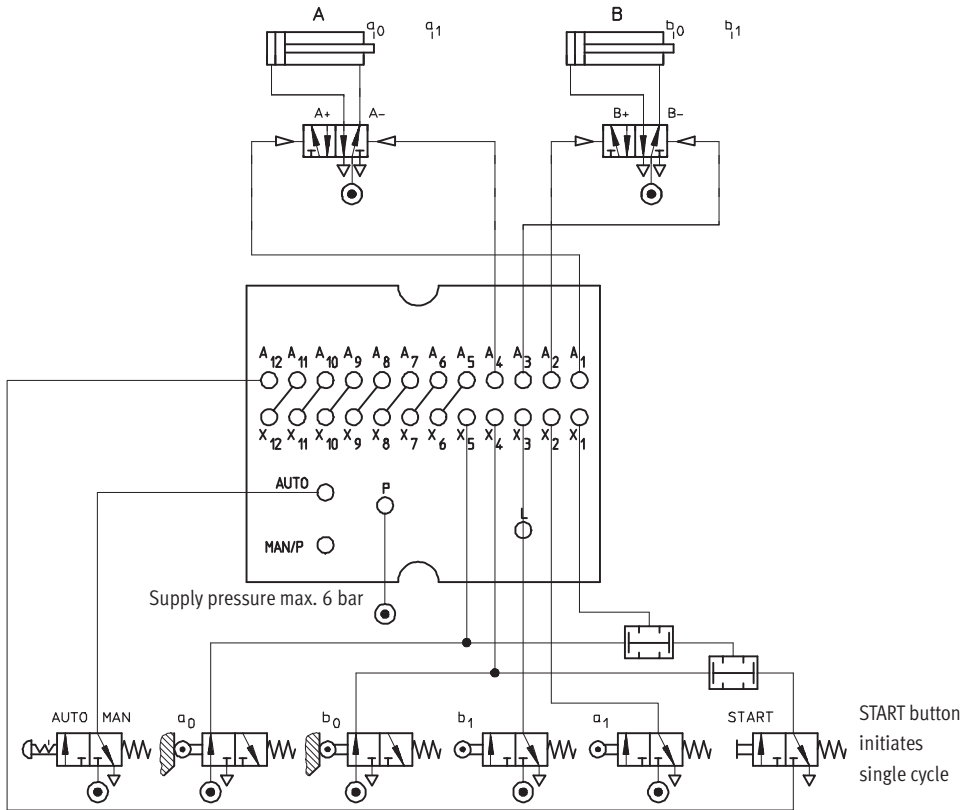 A a0 a1 B b0 b1
A+ A- B+ B-
A12 A11 A10 A9 A8 A7 A6 A5 A4 A3 A2 A1
X12 X11 X10 X9 X8 X7 X6 X5 X4 X3 X2 X1
AUTO P L
MAN/P
Supply pressure max. 6 bar
AUTO MAN a0 b0 b1 a1 START
START button
initiates
single cycle